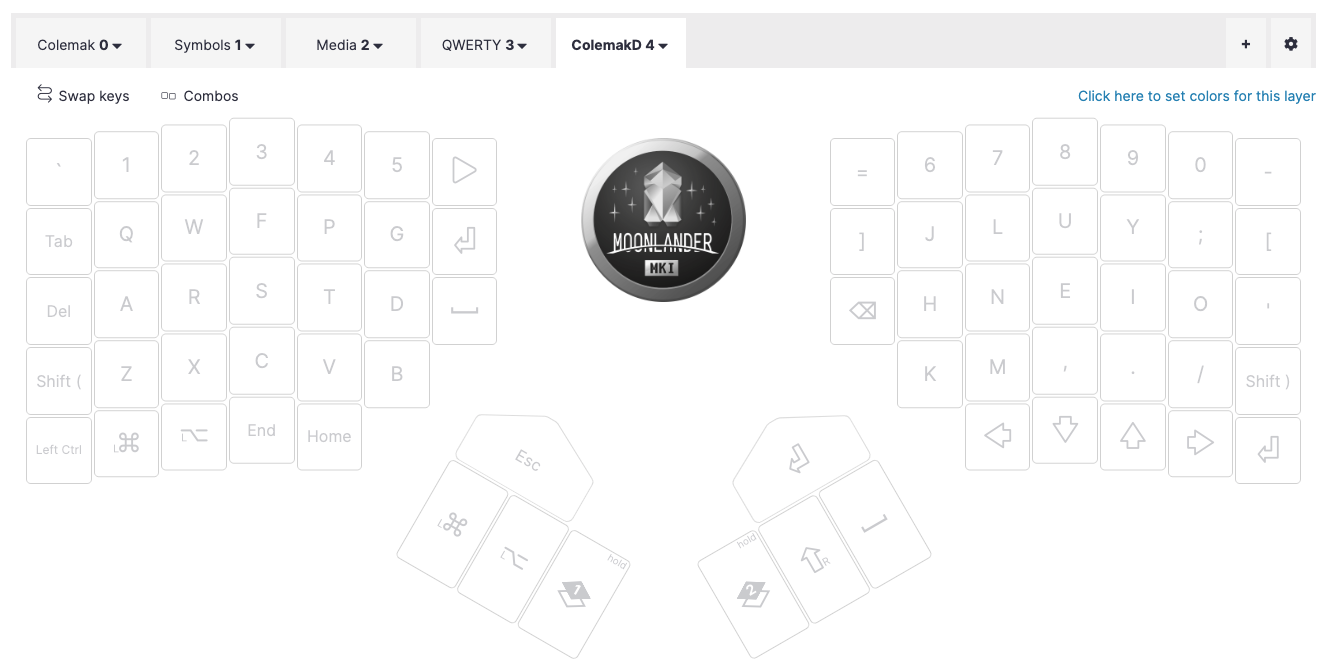 Colemak 0
Symbols 1
Media 2
QWERTY 3
ColemakD 4
+
Swap keys
Combos
Click here to set colors for this layer
` 1 2 3 4 5
= 6 7 8 9 0 -
Tab Q W F P G
] J L U Y ; [
Del A R S T D
H N E I O '
Shift ( Z X C V B
K M , . / Shift )
Left Ctrl L L End Home
MOONLANDER
MKI
Esc
L
L
hold
1
hold
2
R